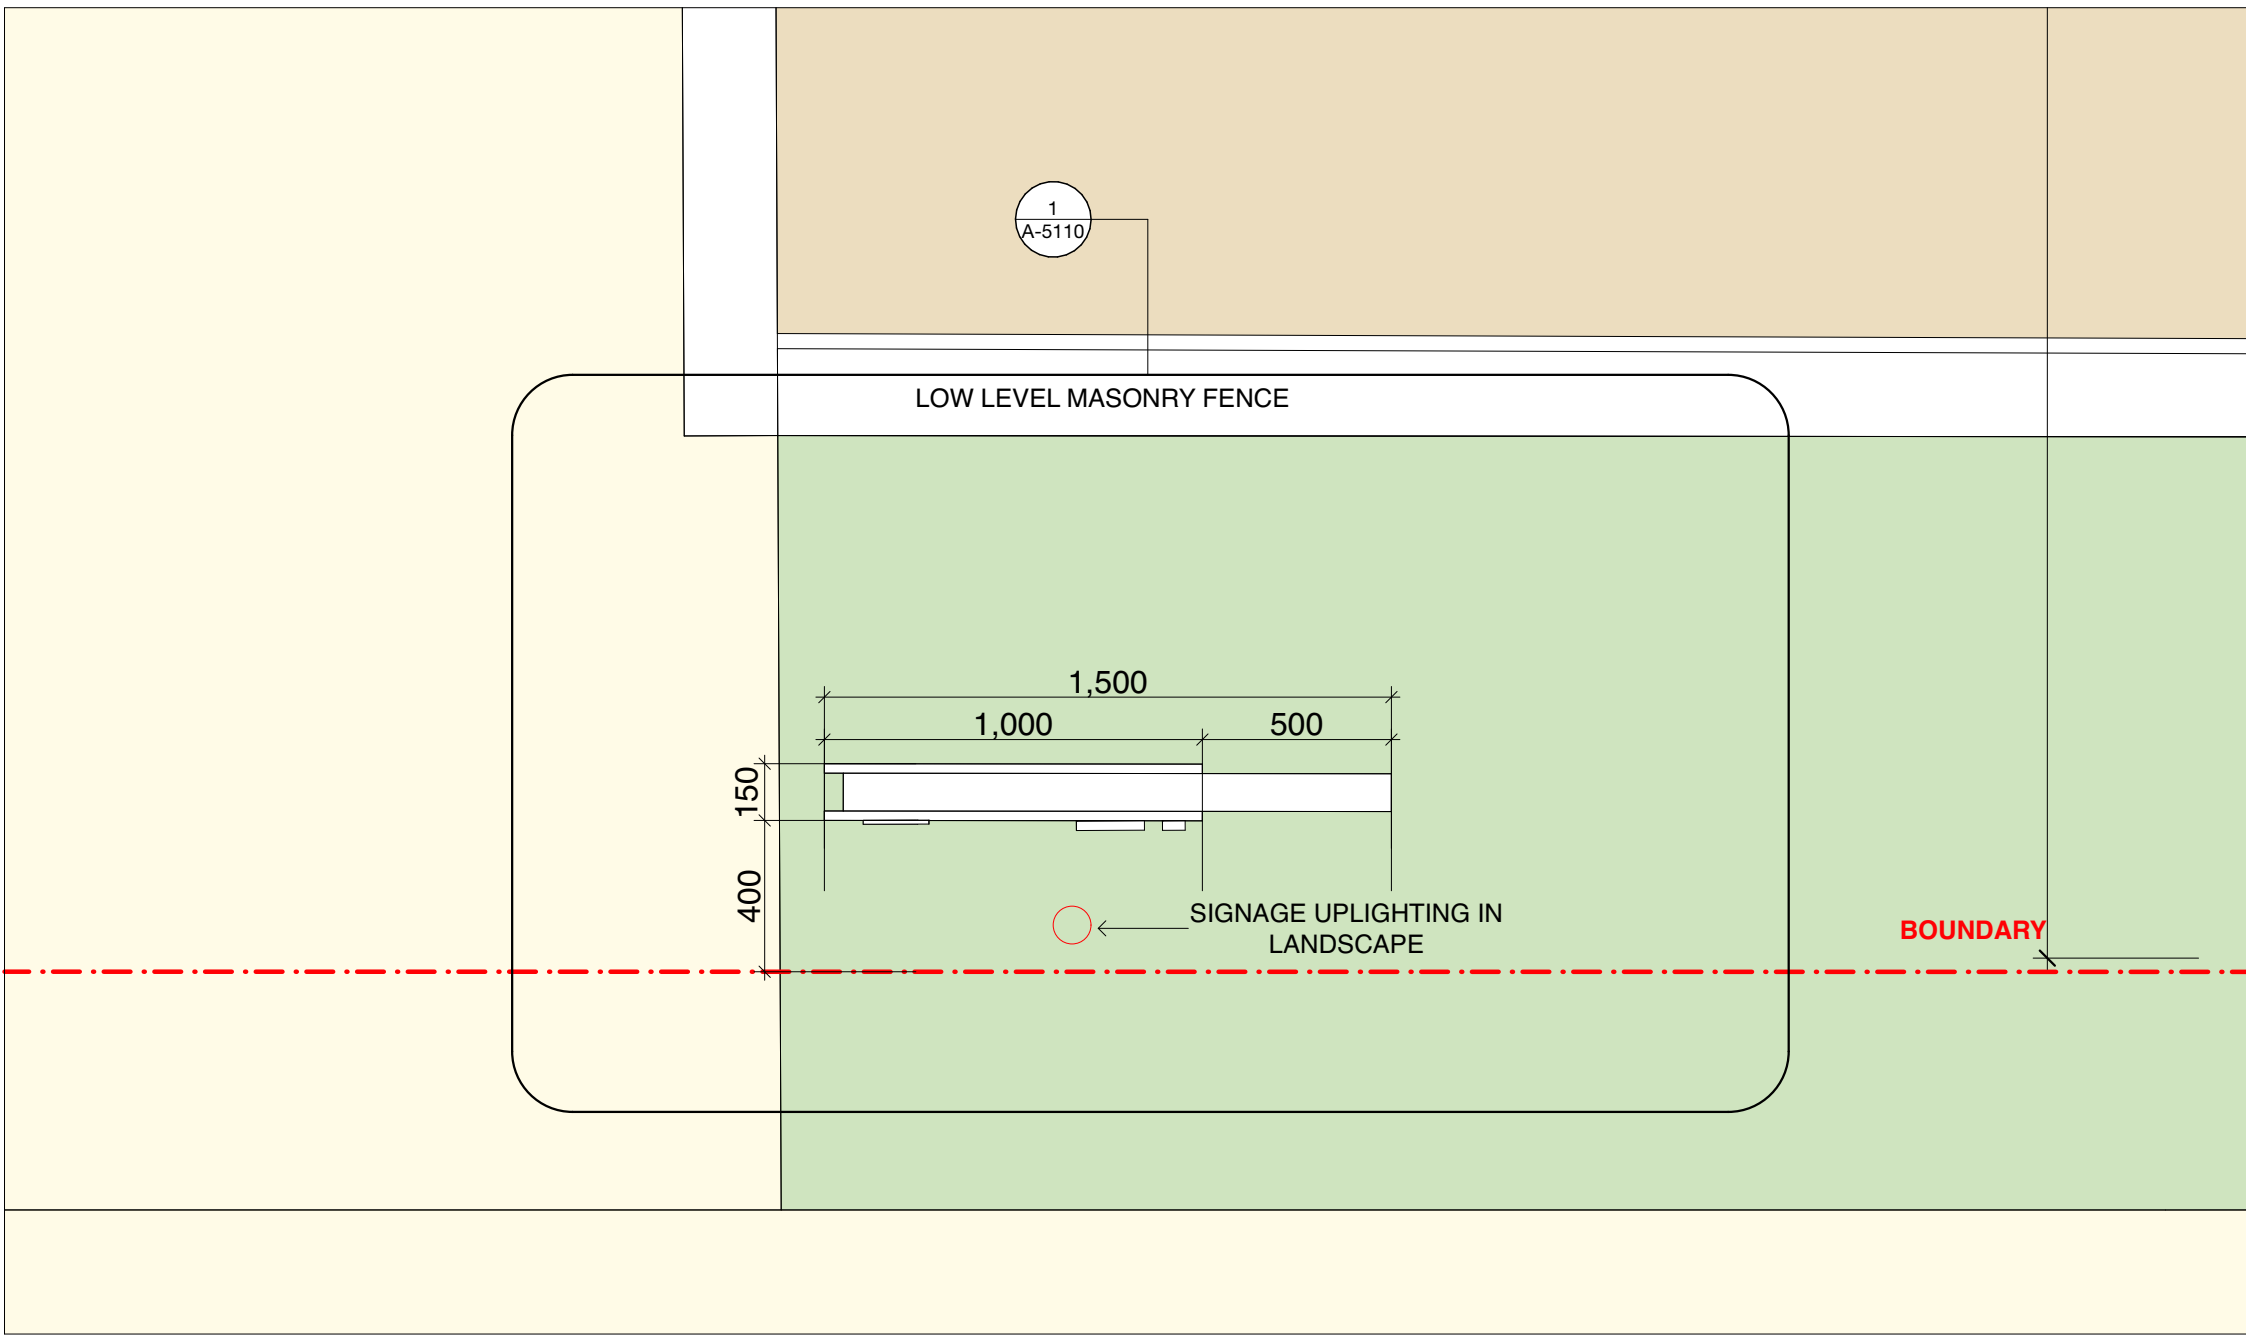 1
A-5110
LOW LEVEL MASONRY FENCE
1,500
1,000
500
150
400
SIGNAGE UPLIGHTING IN
LANDSCAPE
BOUNDARY